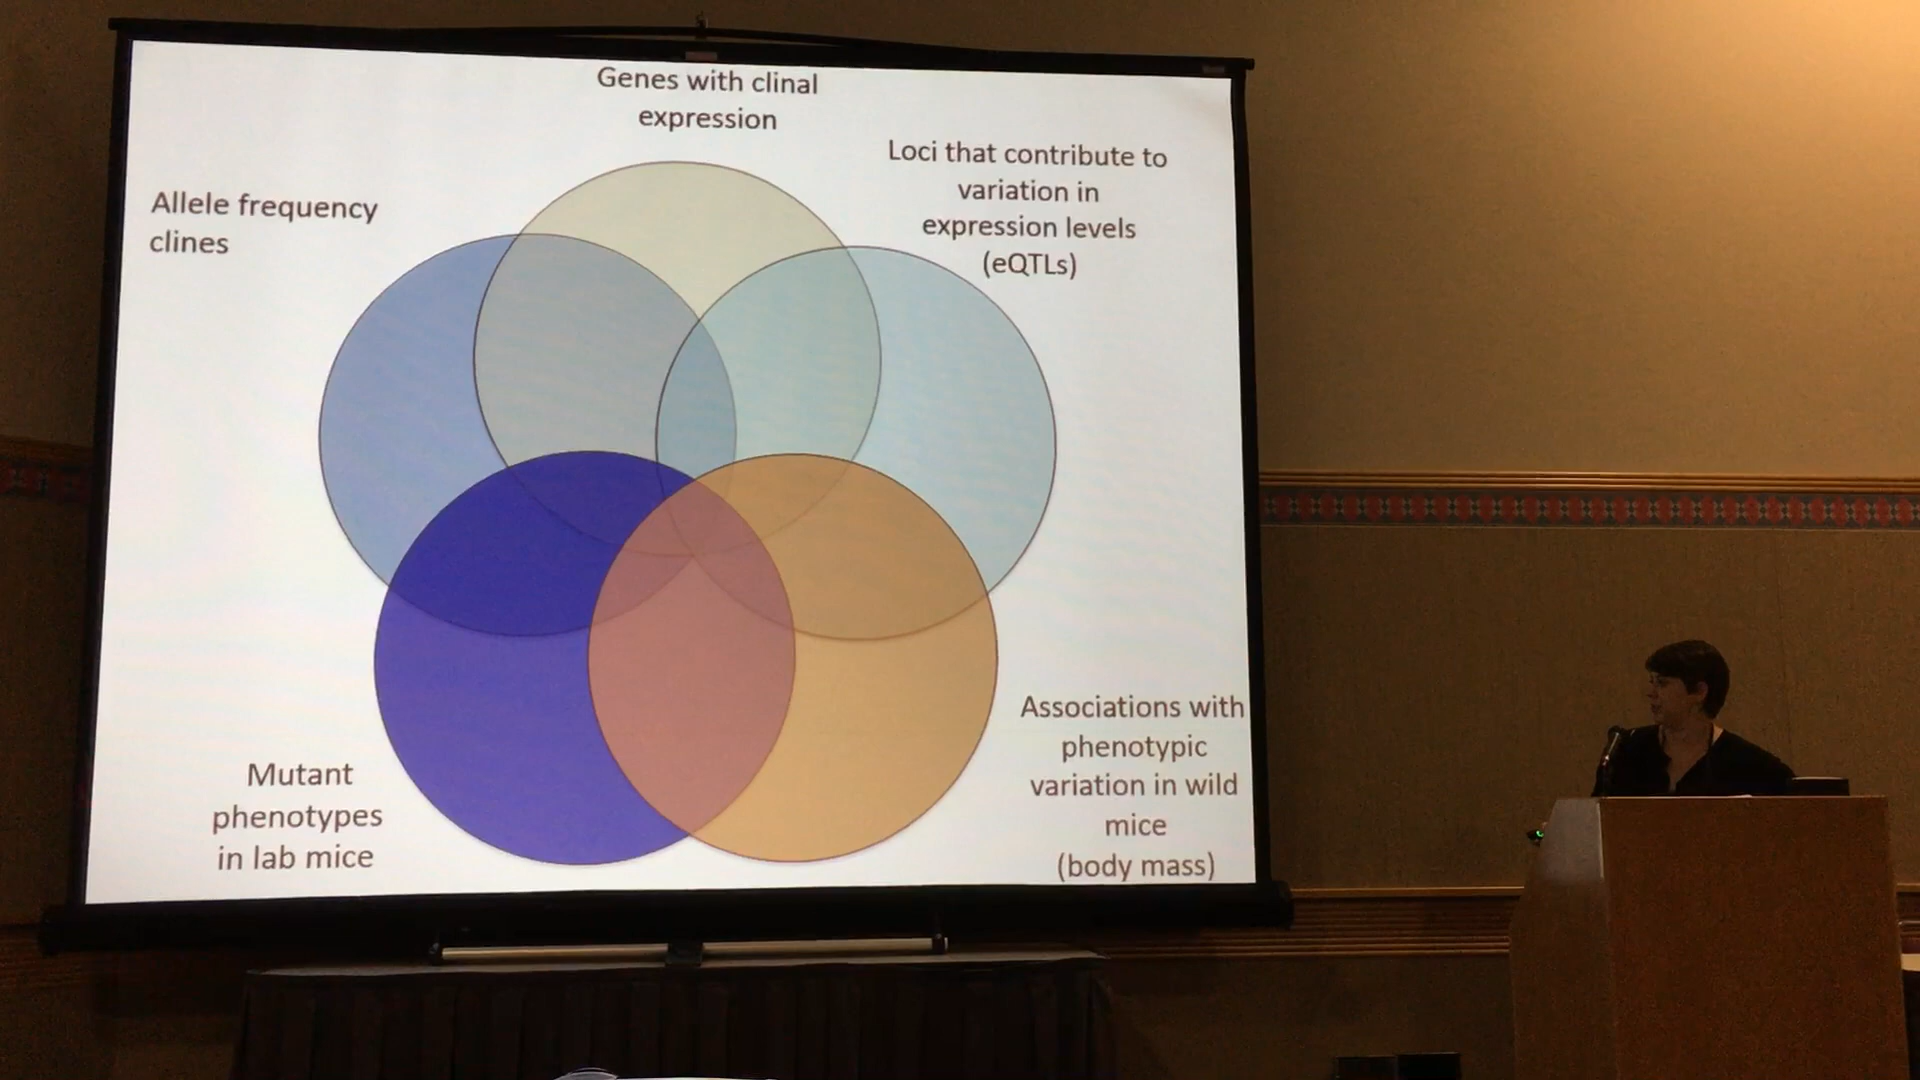 Genes with clinal
expression
Loci that contribute to
variation in
expression levels
(eQTLs)
Allele frequency
clines
Mutant
phenotypes
in lab mice
Associations with
phenotypic
variation in wild
mice
(body mass)